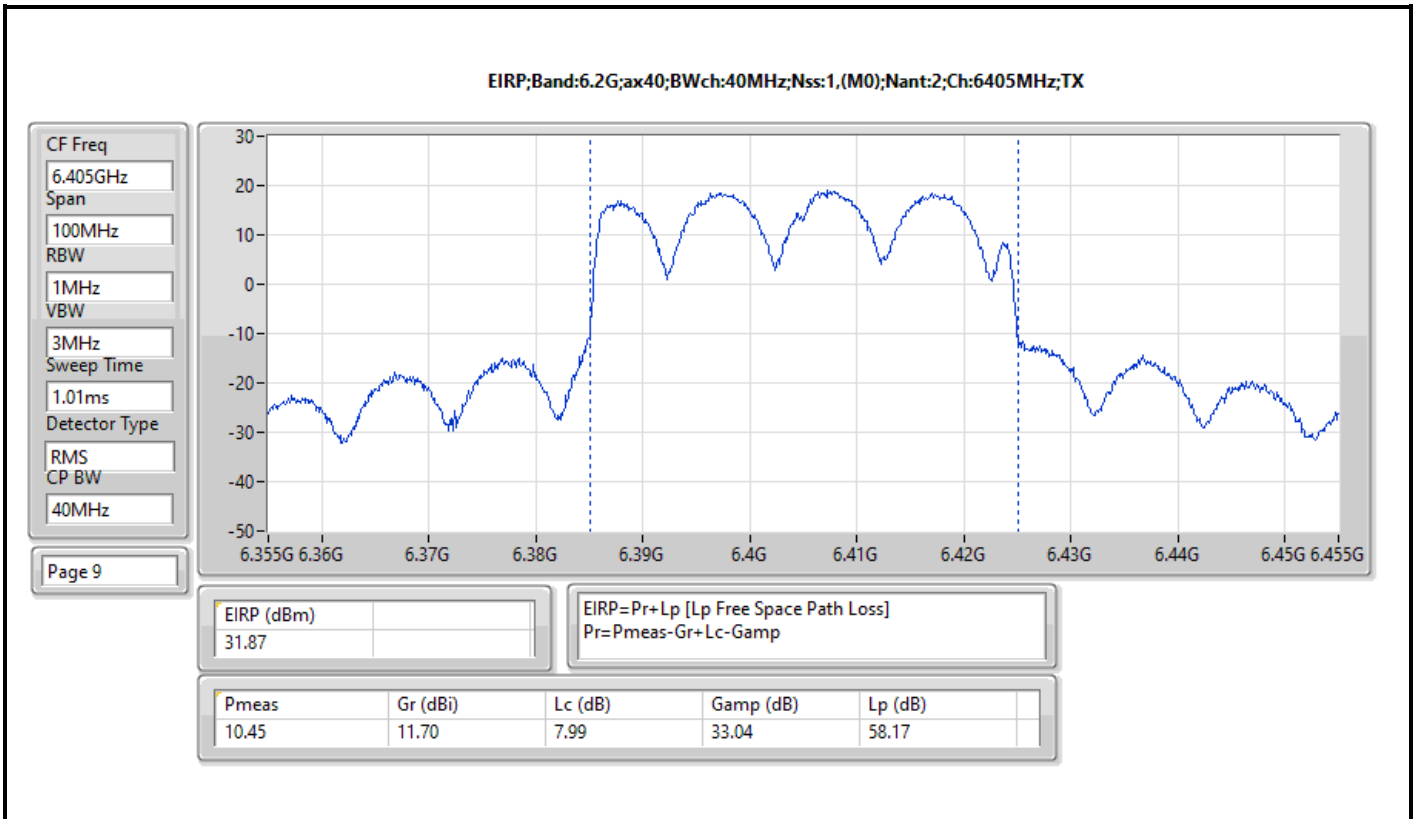 EIRP;Band:6.2G;ax40;BWch:40MHz;Nss:1,(M0);Nant:2;Ch:6405MHz;TX
CF Freq
6.405GHz
Span
100MHz
RBW
1MHz
VBW
3MHz
Sweep Time
1.01ms
Detector Type
RMS
CP BW
40MHz
Page 9
30
20
10
0
-10
-20
-30
-40
-50
6.355G 6.36G 6.37G 6.38G 6.39G 6.4G 6.41G 6.42G 6.43G 6.44G 6.45G 6.455G
EIRP (dBm)
31.87
EIRP=Pr+Lp [Lp Free Space Path Loss]
Pr=Pmeas-Gr+Lc-Gamp
Pmeas Gr (dBi) Lc (dB) Gamp (dB) Lp (dB)
10.45 11.70 7.99 33.04 58.17